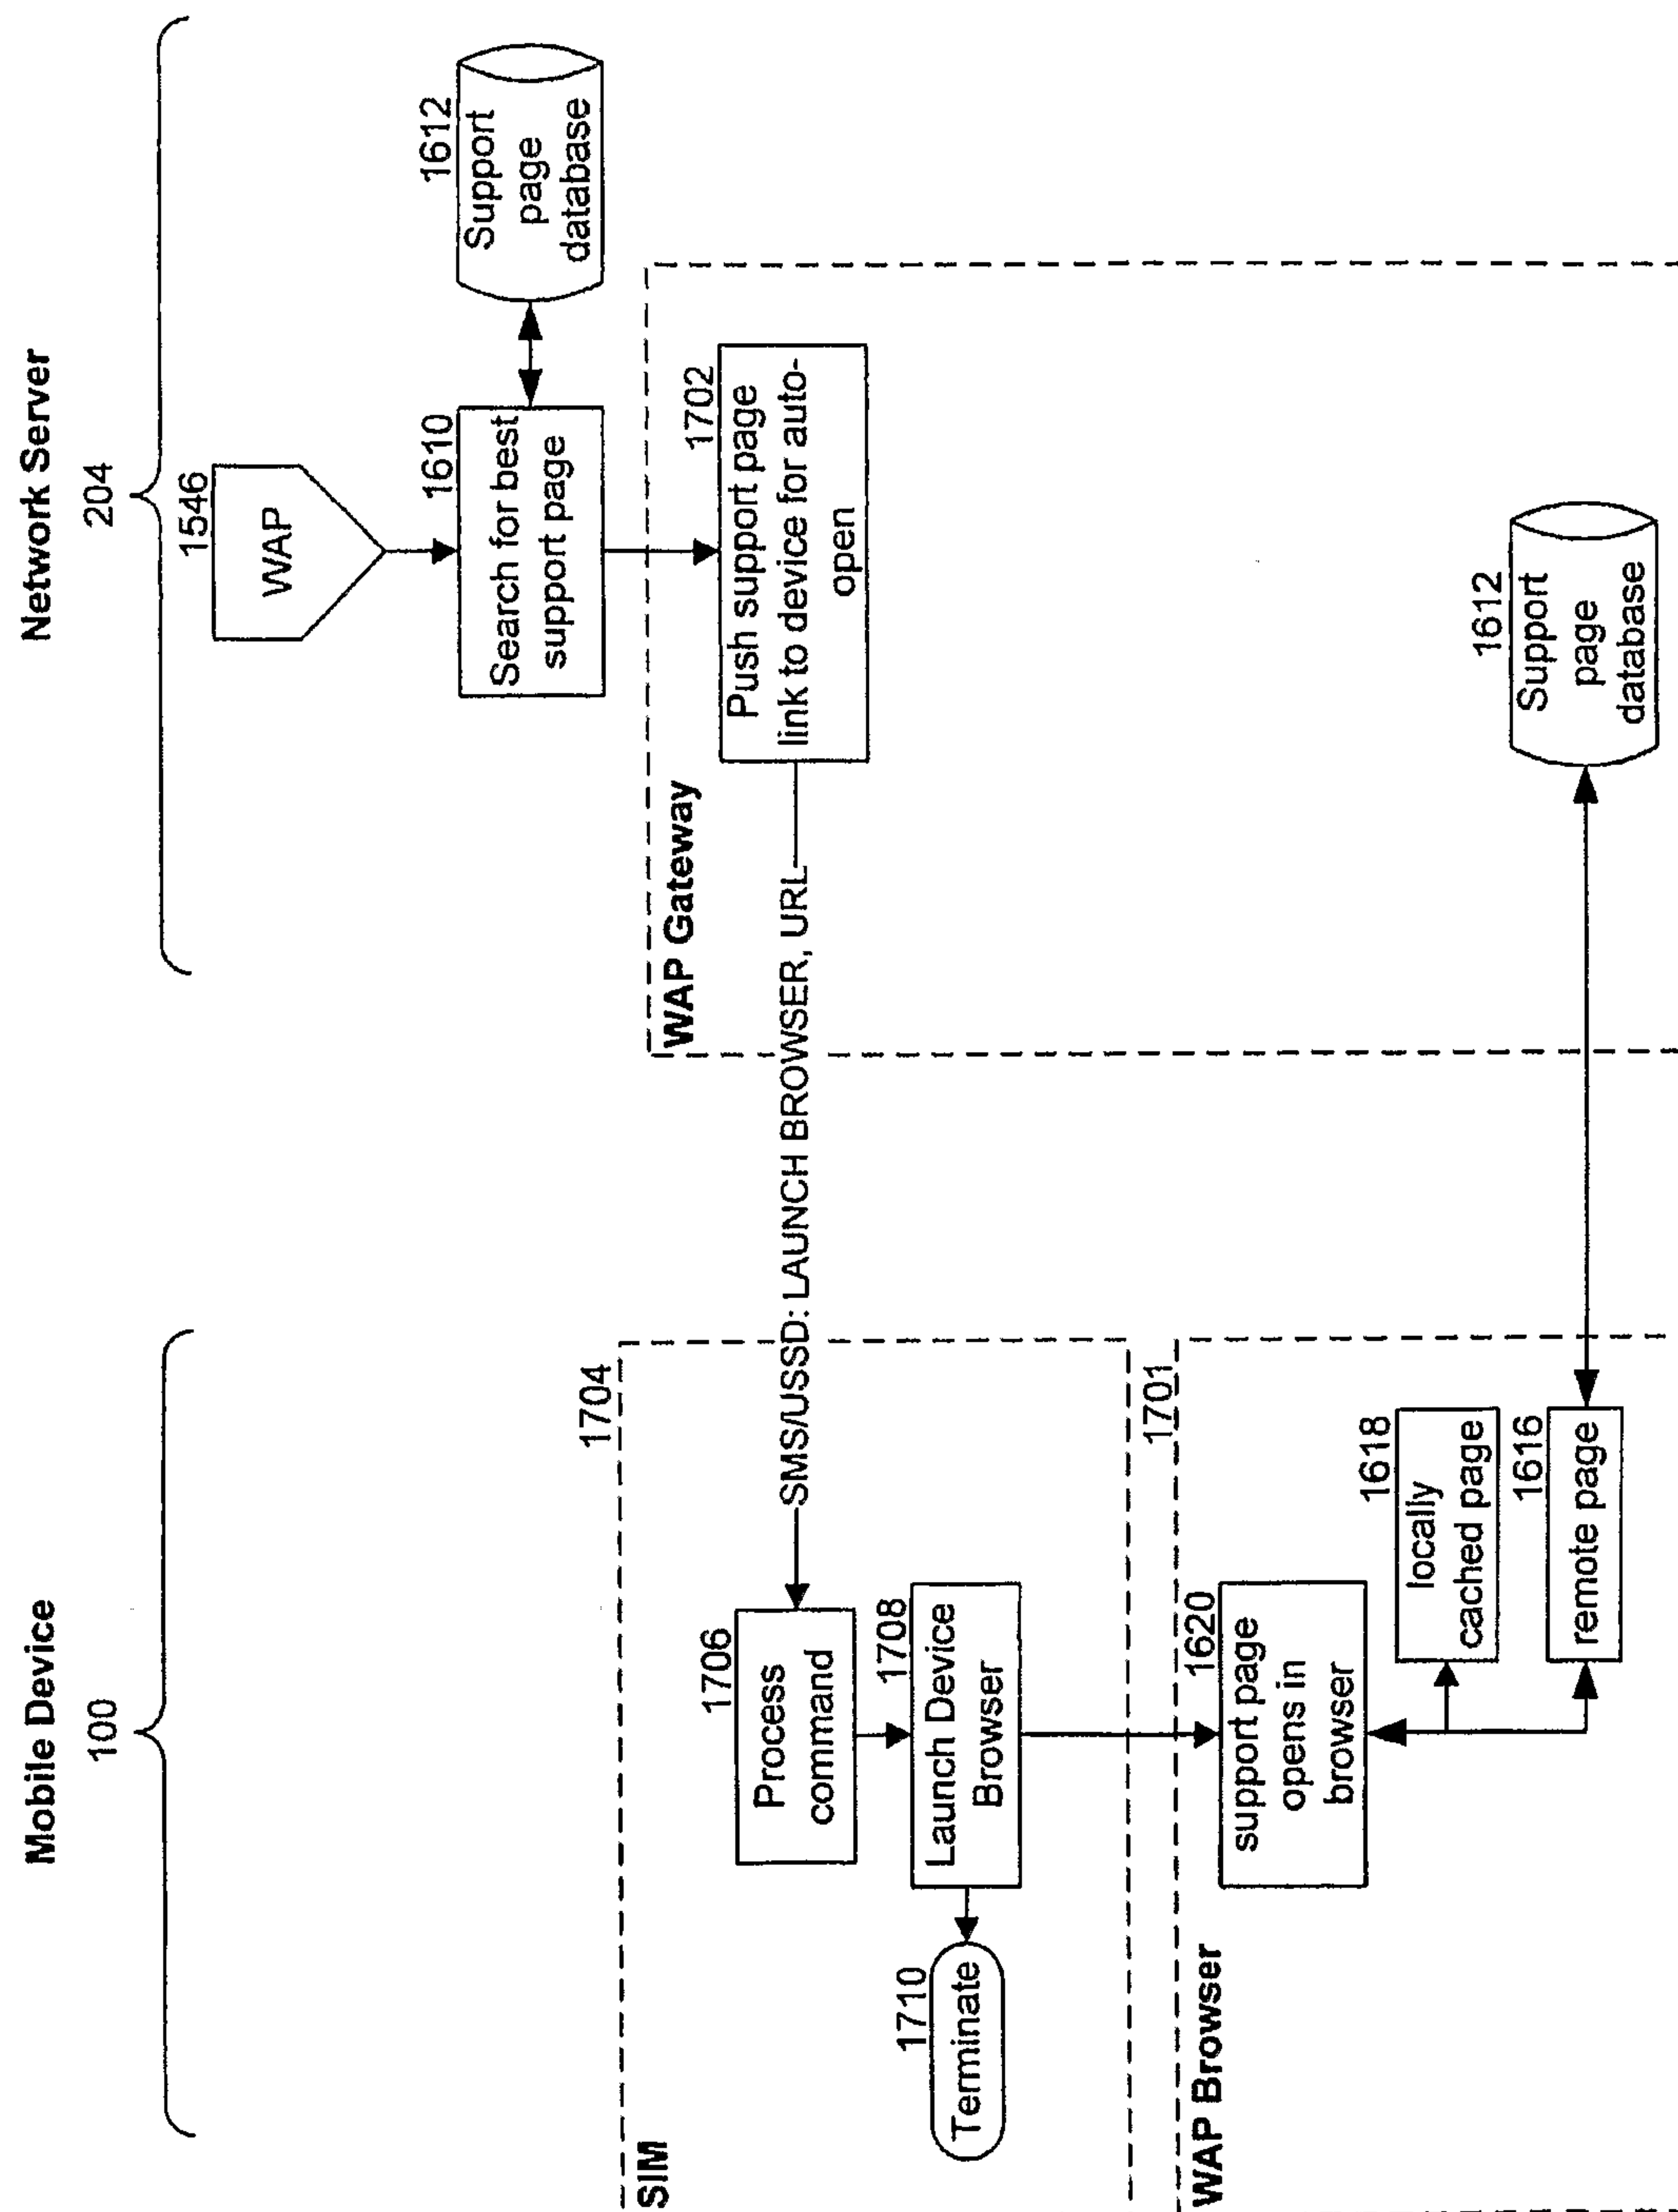 Mobile Device
100
Network Server
204
1546
WAP
1610
Search for best
support page
1612
Support
page
database
WAP Gateway
1702
Push support page
link to device for auto-
open
SMS/USSD: LAUNCH BROWSER, URL
SIM
1704
1706
Process
command
1708
Launch Device
Browser
1710
Terminate
WAP Browser
1701
1620
support page
opens in
browser
1618
locally
cached page
1616
remote page
1612
Support
page
database